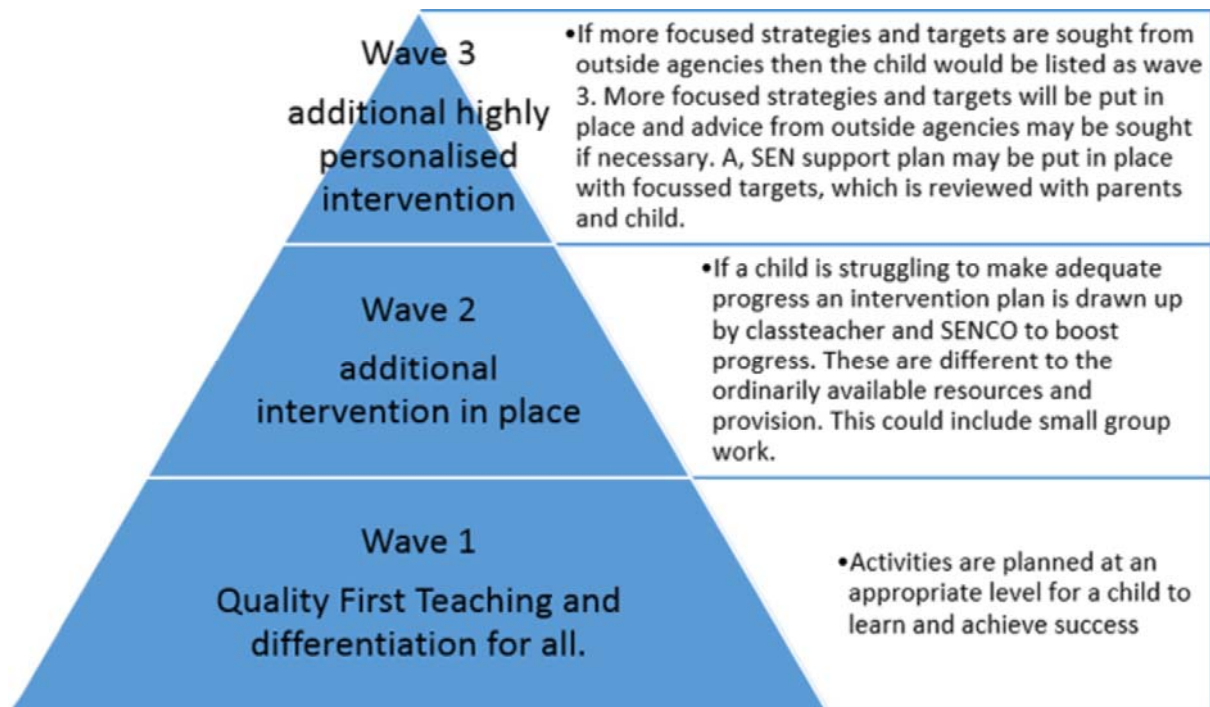 Wave 3
additional highly
personalised
intervention
•If more focused strategies and targets are sought from
outside agencies then the child would be listed as wave
3. More focused strategies and targets will be put in
place and advice from outside agencies may be sought
if necessary. A, SEN support plan may be put in place
with focussed targets, which is reviewed with parents
and child.
Wave 2
additional
intervention in place
•If a child is struggling to make adequate
progress an intervention plan is drawn up
by classteacher and SENCO to boost
progress. These are different to the
ordinarily available resources and
provision. This could include small group
work.
Wave 1
Quality First Teaching and
differentiation for all.
•Activities are planned at an
appropriate level for a child to
learn and achieve success